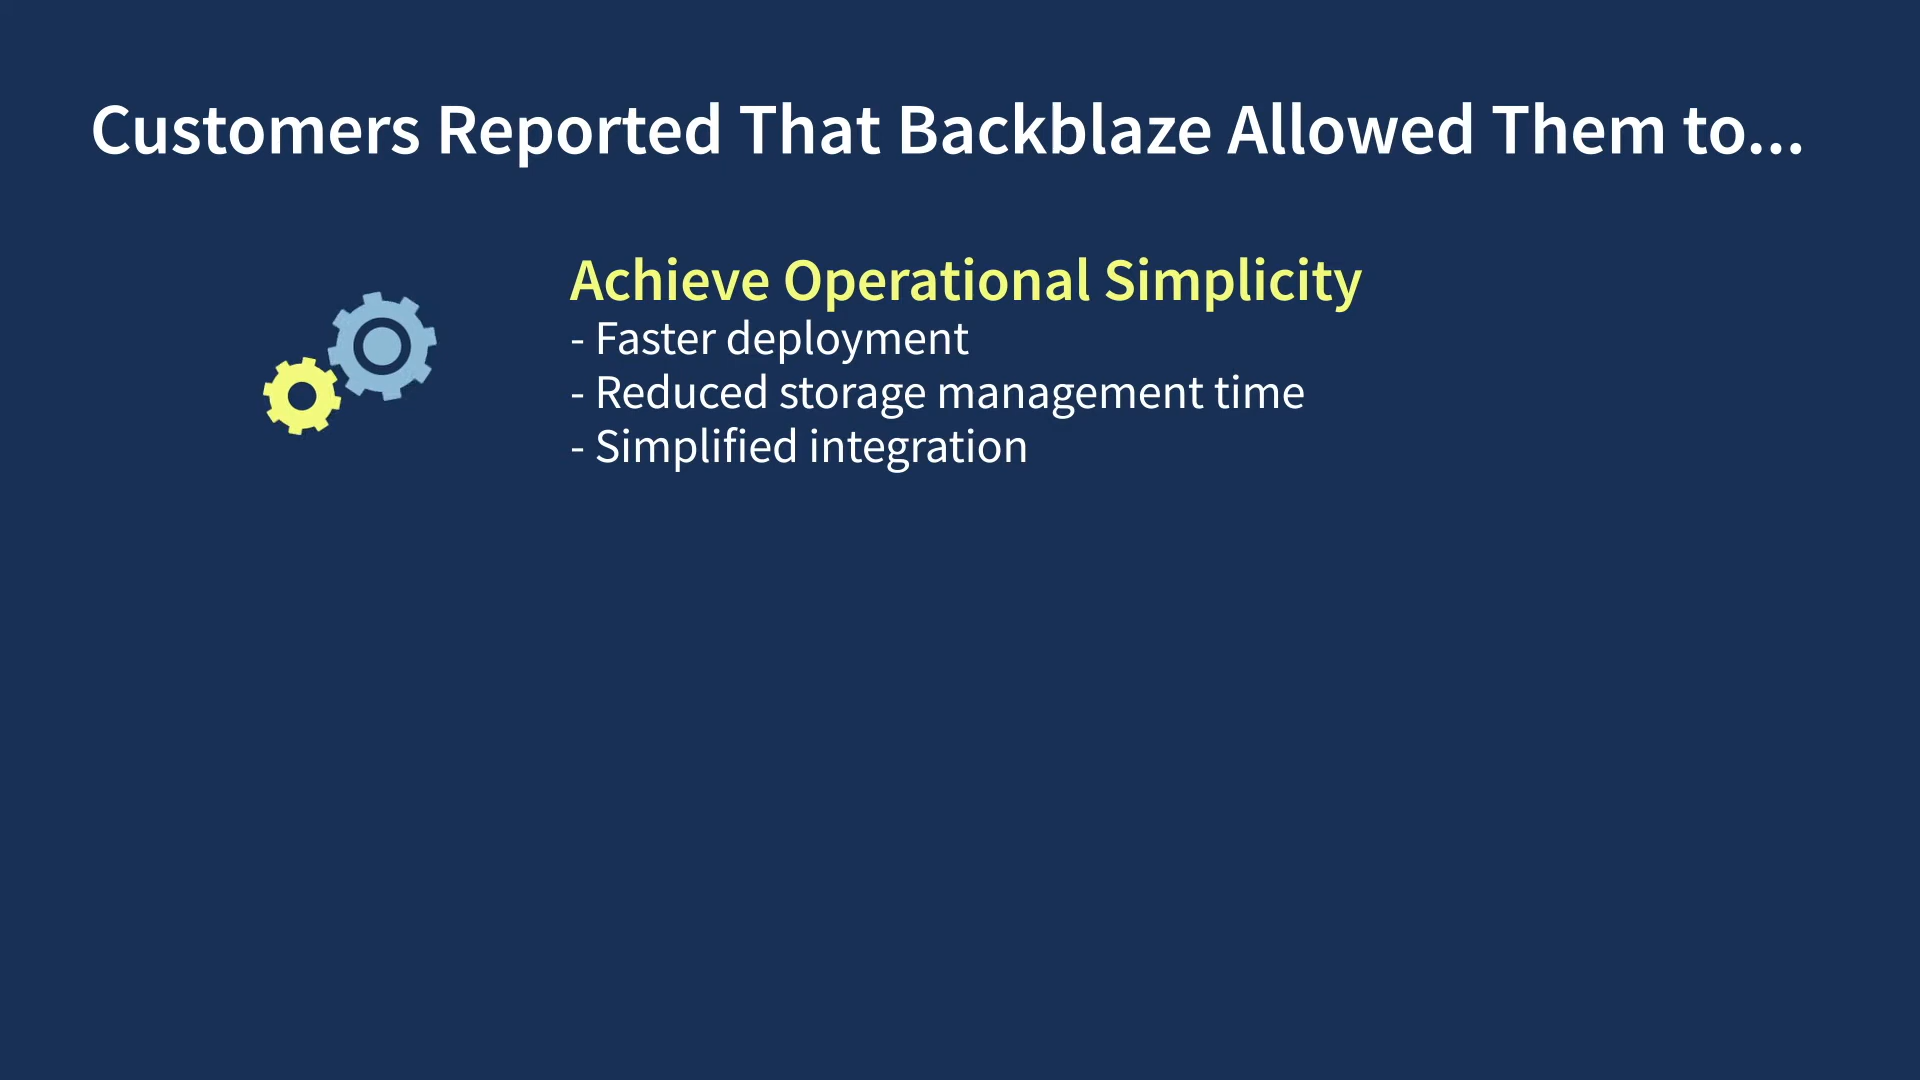 Customers Reported That Backblaze Allowed Them to...
Achieve Operational Simplicity
- Faster deployment
- Reduced storage management time
- Simplified integration